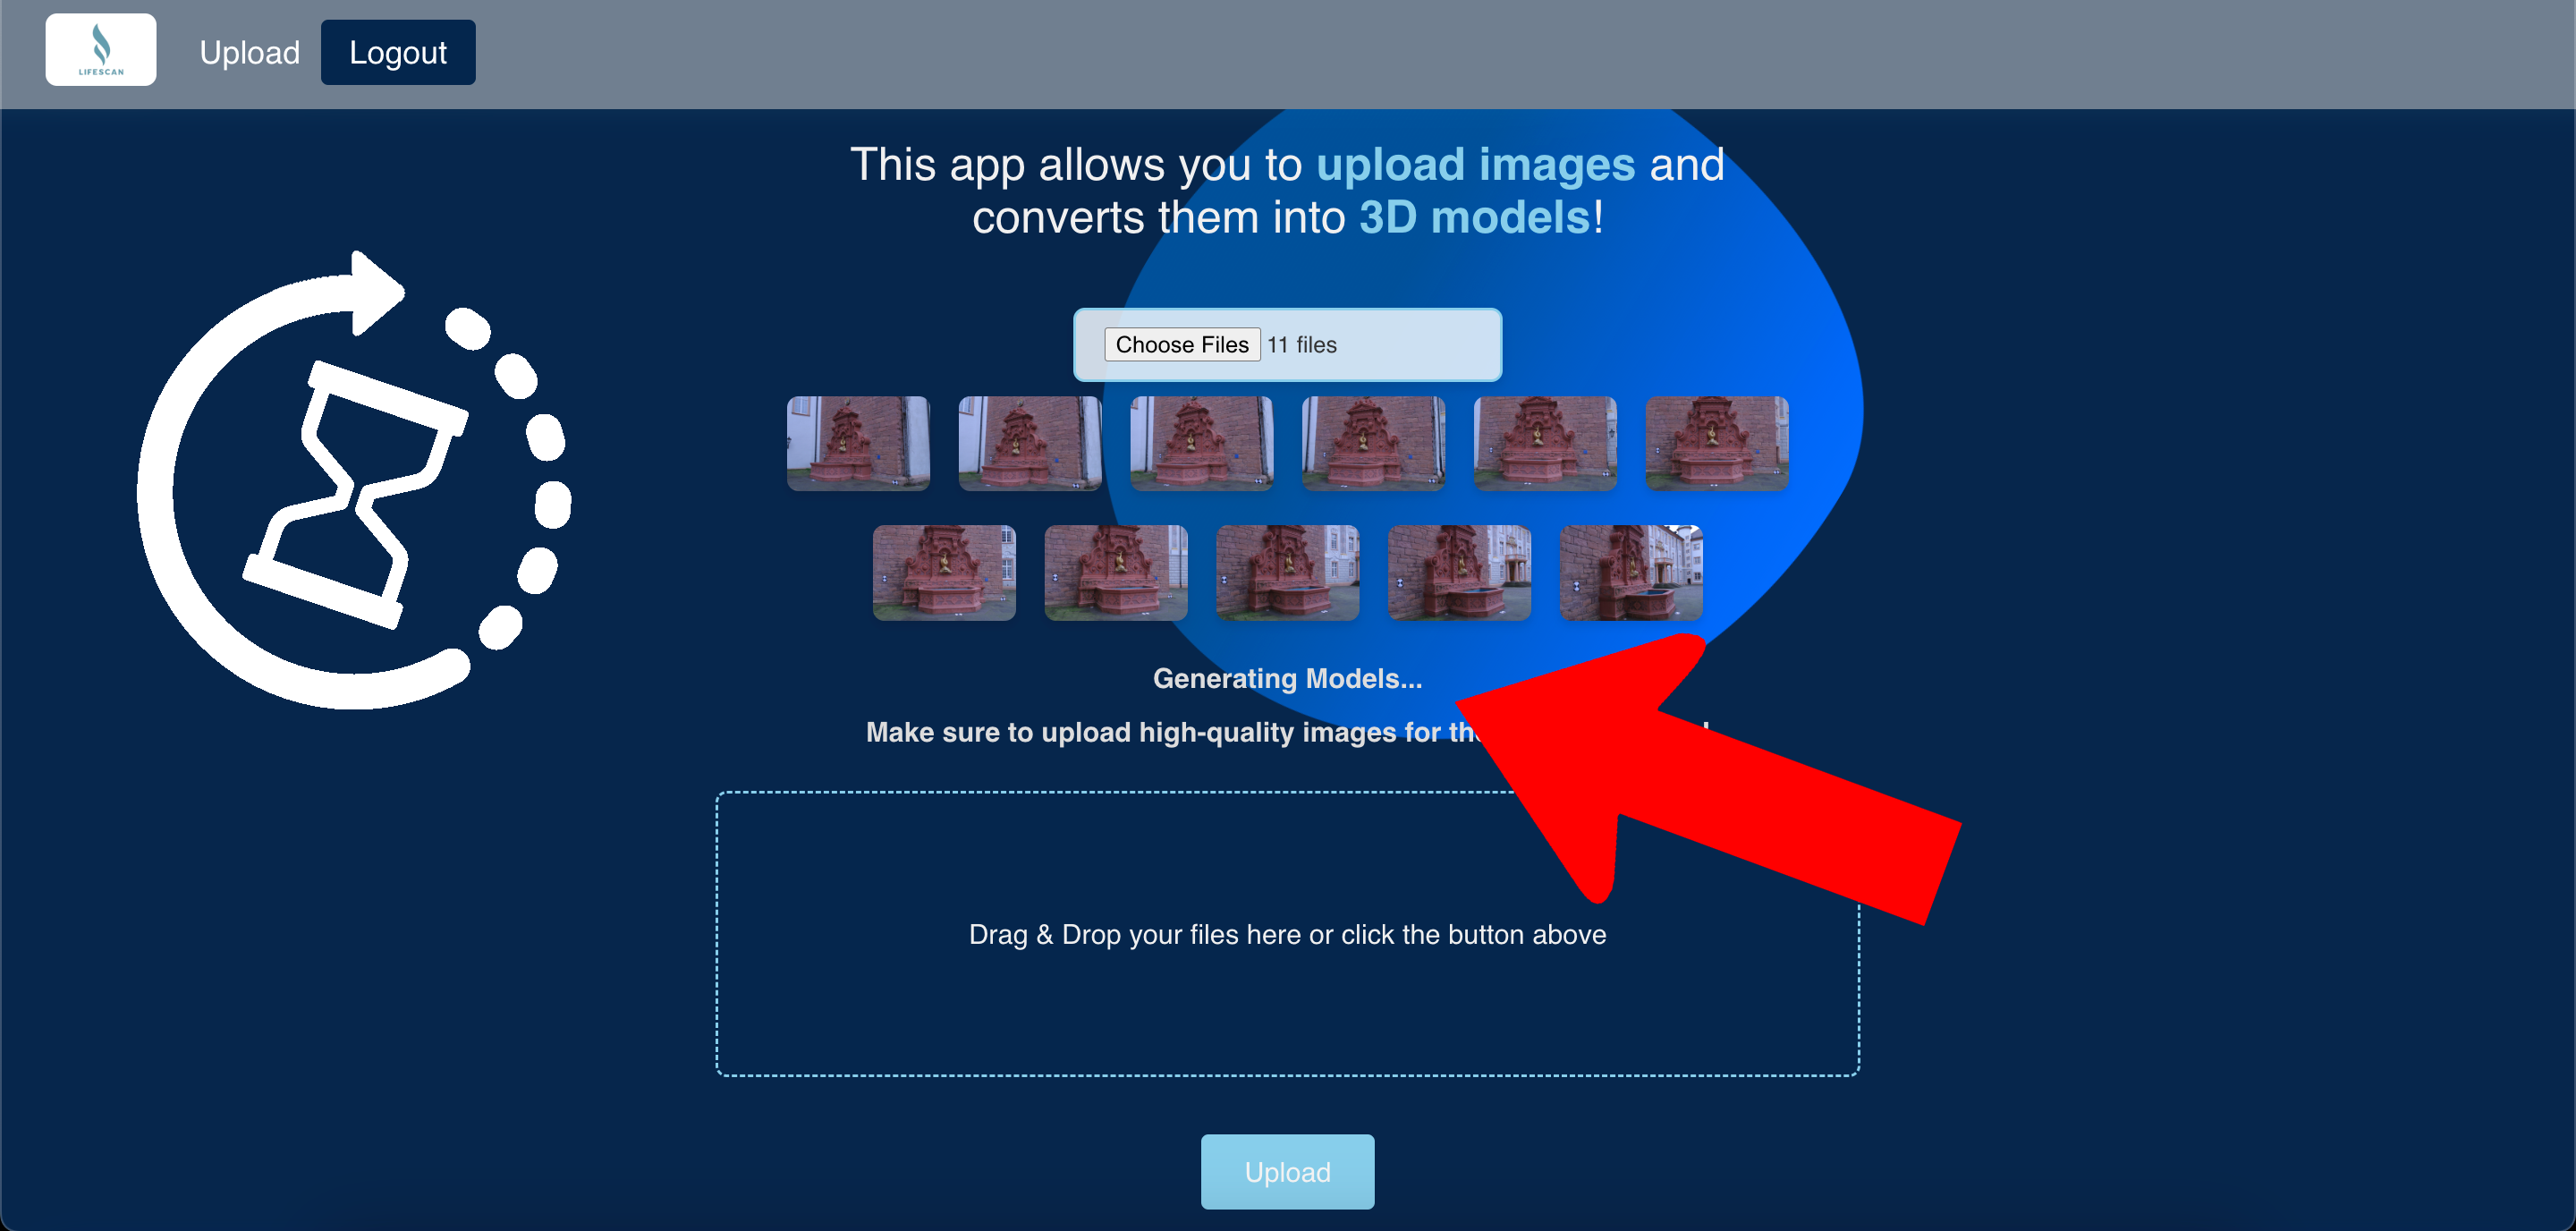 LIFESCAN
Upload
Logout
This app allows you to upload images and
converts them into 3D models!
Choose Files 11 files
Generating Models...
Make sure to upload high-quality images for
Drag & Drop your files here or click the button above
Upload